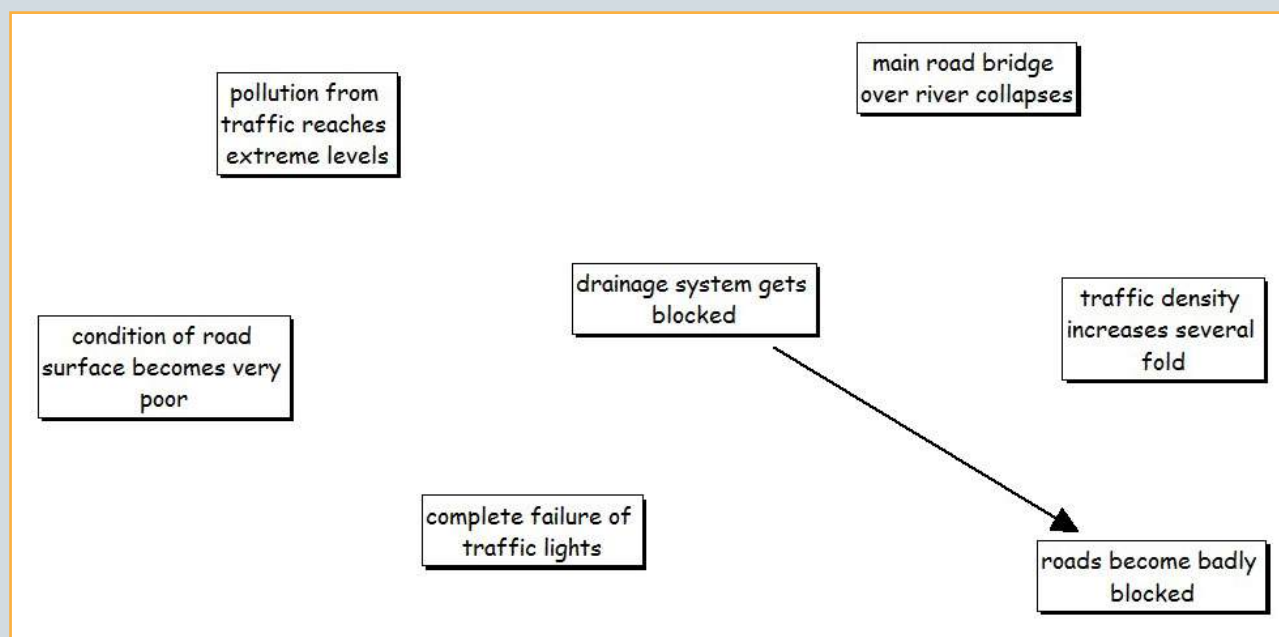 main road bridge
over river collapses
pollution from
traffic reaches
extreme levels
drainage system gets
blocked
traffic density
increases several
fold
condition of road
surface becomes very
poor
complete failure of
traffic lights
roads become badly
blocked